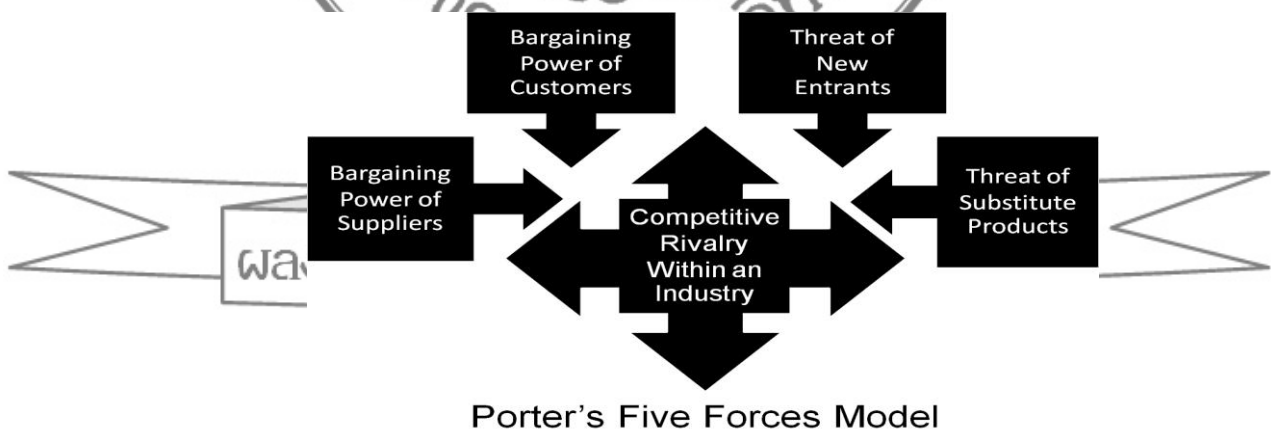 Bargaining
Power of
Customers
Threat of
New
Entrants
Bargaining
Power of
Suppliers
Threat of
Substitute
Products
Competitive
Rivalry
Within an
Industry
Porter's Five Forces Model